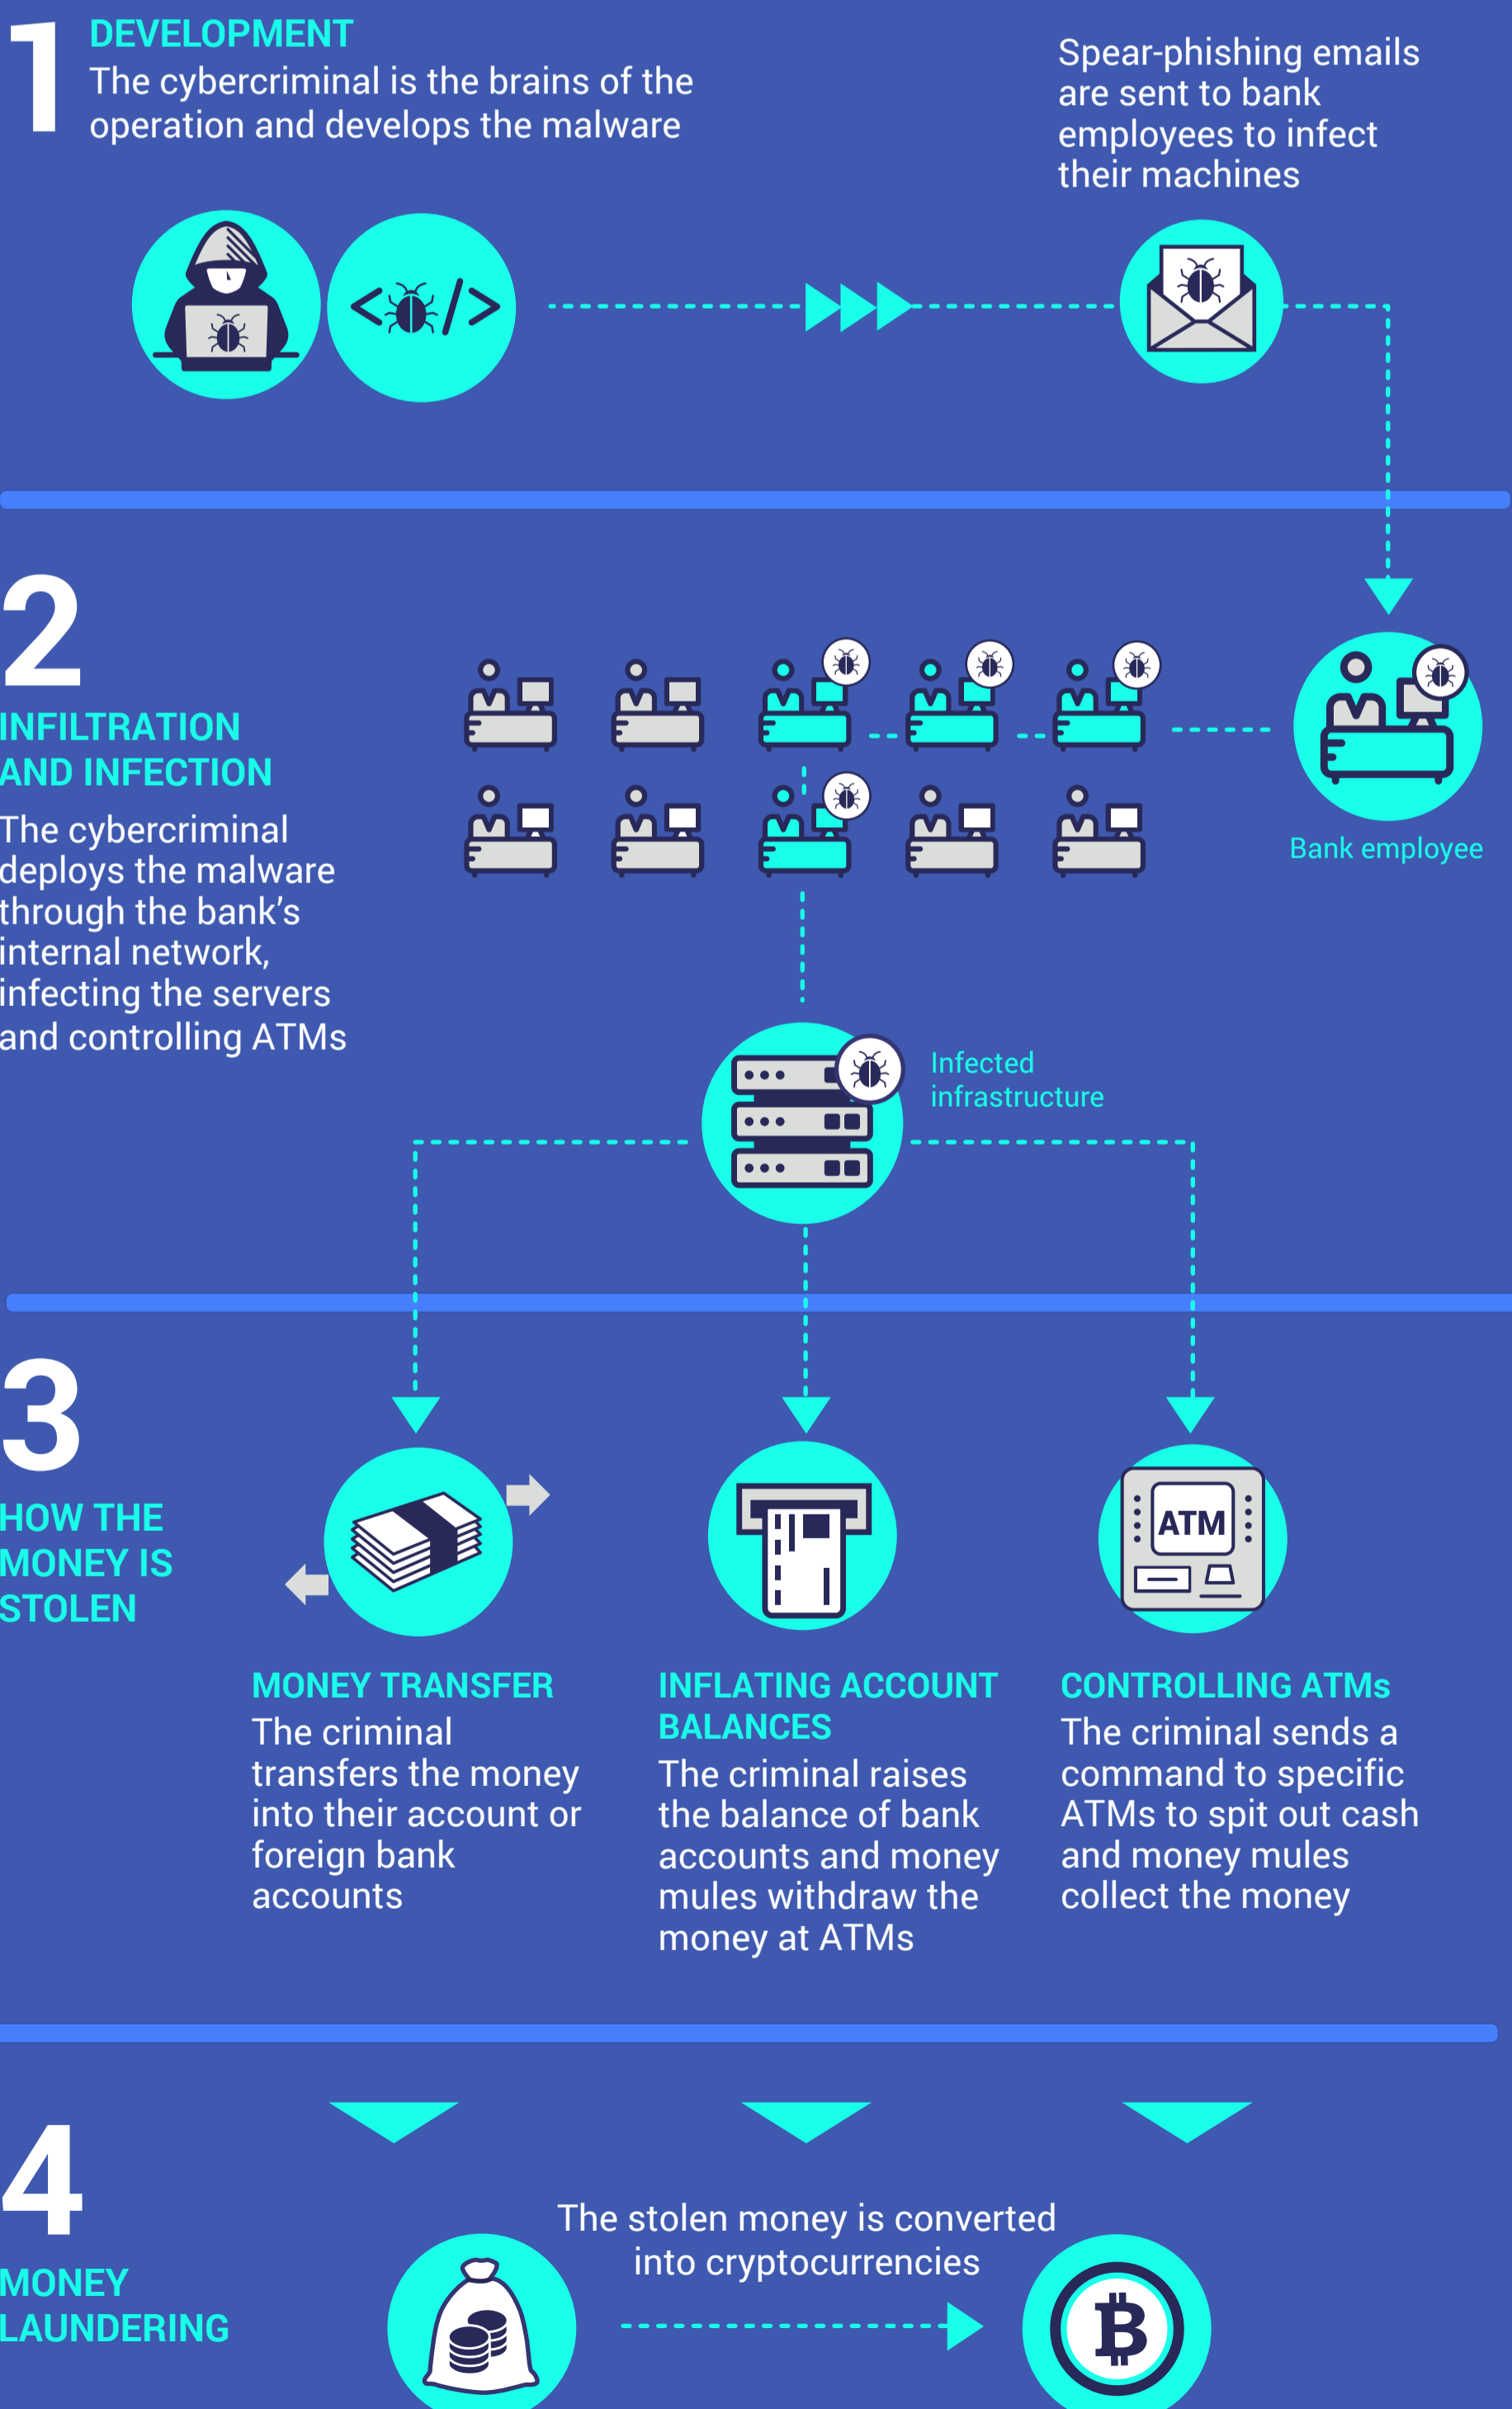 1
DEVELOPMENT
The cybercriminal is the brains of the
operation and develops the malware
Spear-phishing emails
are sent to bank
employees to infect
their machines
2
INFILTRATION
AND INFECTION
The cybercriminal
deploys the malware
through the bank’s
internal network,
infecting the servers
and controlling ATMs
Bank employee
Infected
infrastructure
3
HOW THE
MONEY IS
STOLEN
ATM
MONEY TRANSFER
The criminal
transfers the money
into their account or
foreign bank
accounts
INFLATING ACCOUNT
BALANCES
The criminal raises
the balance of bank
accounts and money
mules withdraw the
money at ATMs
CONTROLLING ATMs
The criminal sends a
command to specific
ATMs to spit out cash
and money mules
collect the money
4
MONEY
LAUNDERING
The stolen money is converted
into cryptocurrencies